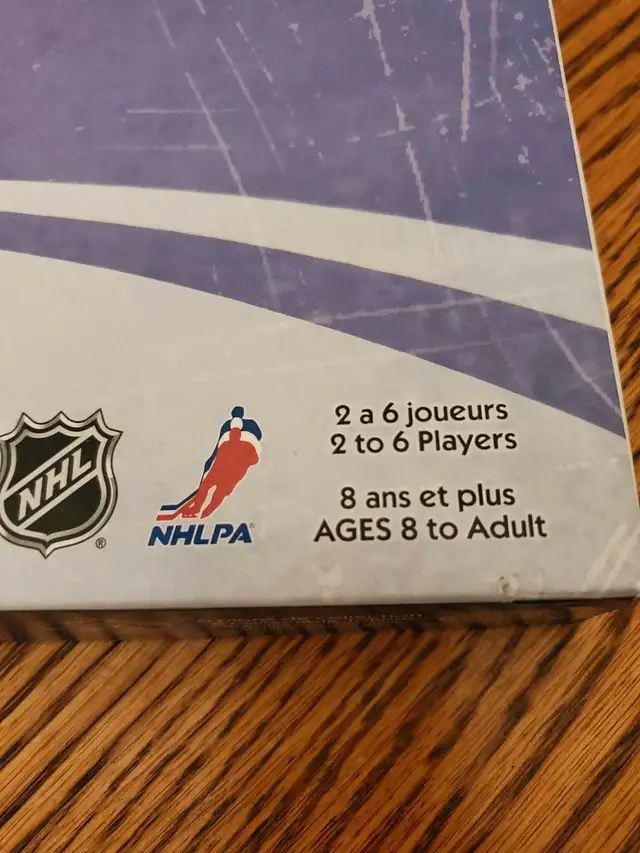 2 a 6 joueurs
2 to 6 Players
8 ans et plus
AGES 8 to Adult
NHL
®
NHLPA